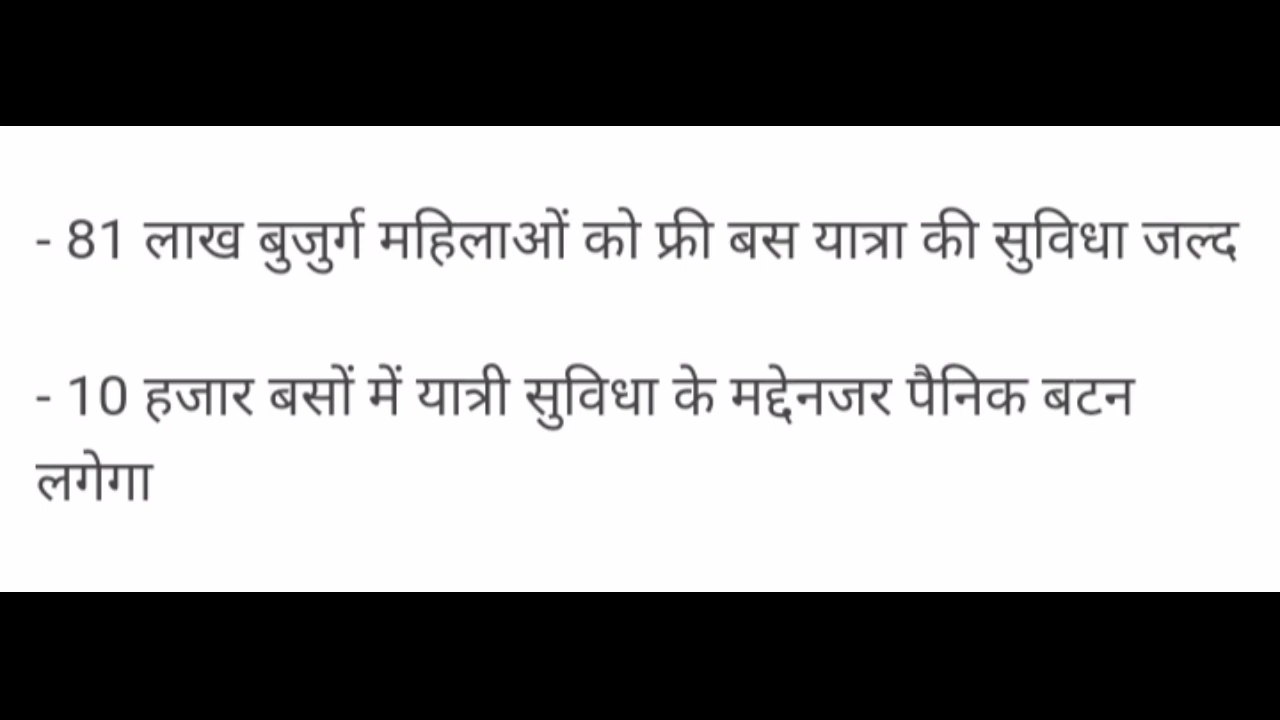 - 81 लाख बुजुर्ग महिलाओं को फ्री बस यात्रा की सुविधा जल्द
- 10 हजार बसों में यात्री सुविधा के मद्देनजर पैनिक बटन
लगेगा